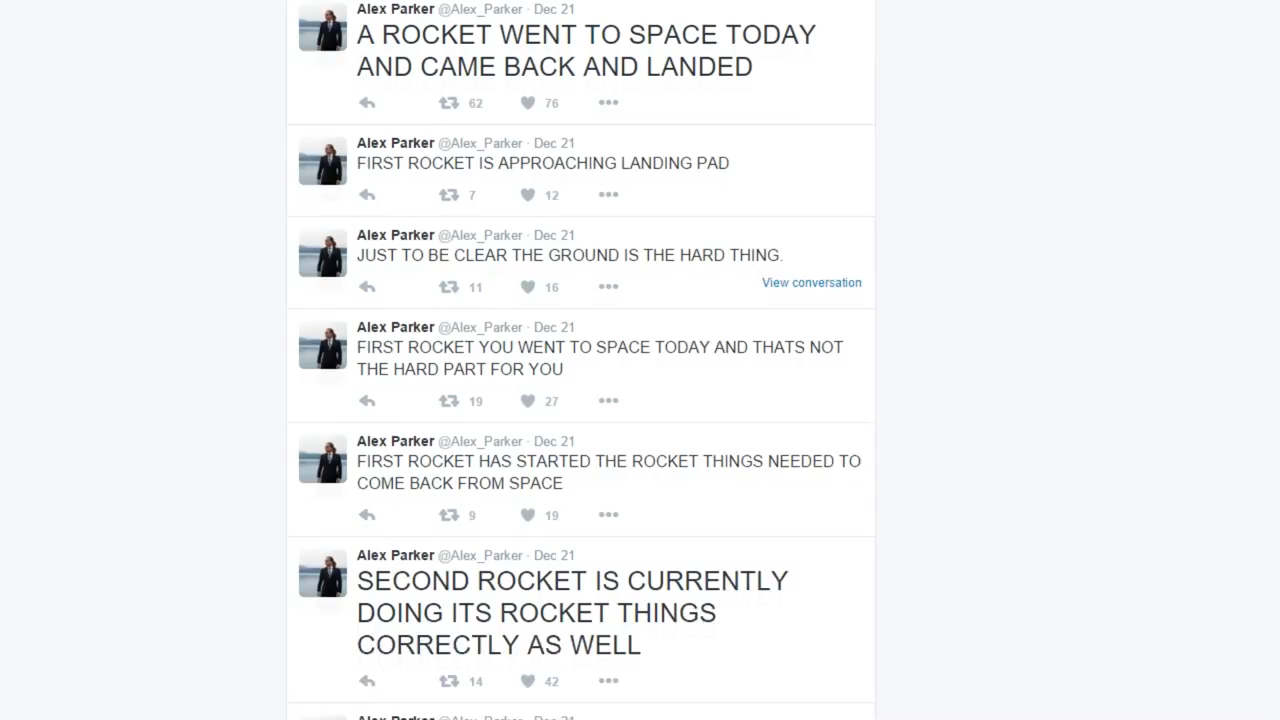 Alex Parker @Alex_Parker · Dec 21
A ROCKET WENT TO SPACE TODAY
AND CAME BACK AND LANDED
62 76
Alex Parker @Alex_Parker · Dec 21
FIRST ROCKET IS APPROACHING LANDING PAD
7 12
Alex Parker @Alex_Parker · Dec 21
JUST TO BE CLEAR THE GROUND IS THE HARD THING.
View conversation
11 16
Alex Parker @Alex_Parker · Dec 21
FIRST ROCKET YOU WENT TO SPACE TODAY AND THATS NOT
THE HARD PART FOR YOU
19 27
Alex Parker @Alex_Parker · Dec 21
FIRST ROCKET HAS STARTED THE ROCKET THINGS NEEDED TO
COME BACK FROM SPACE
9 19
Alex Parker @Alex_Parker · Dec 21
SECOND ROCKET IS CURRENTLY
DOING ITS ROCKET THINGS
CORRECTLY AS WELL
14 42
Alex Parker @Alex_Parker · Dec 21